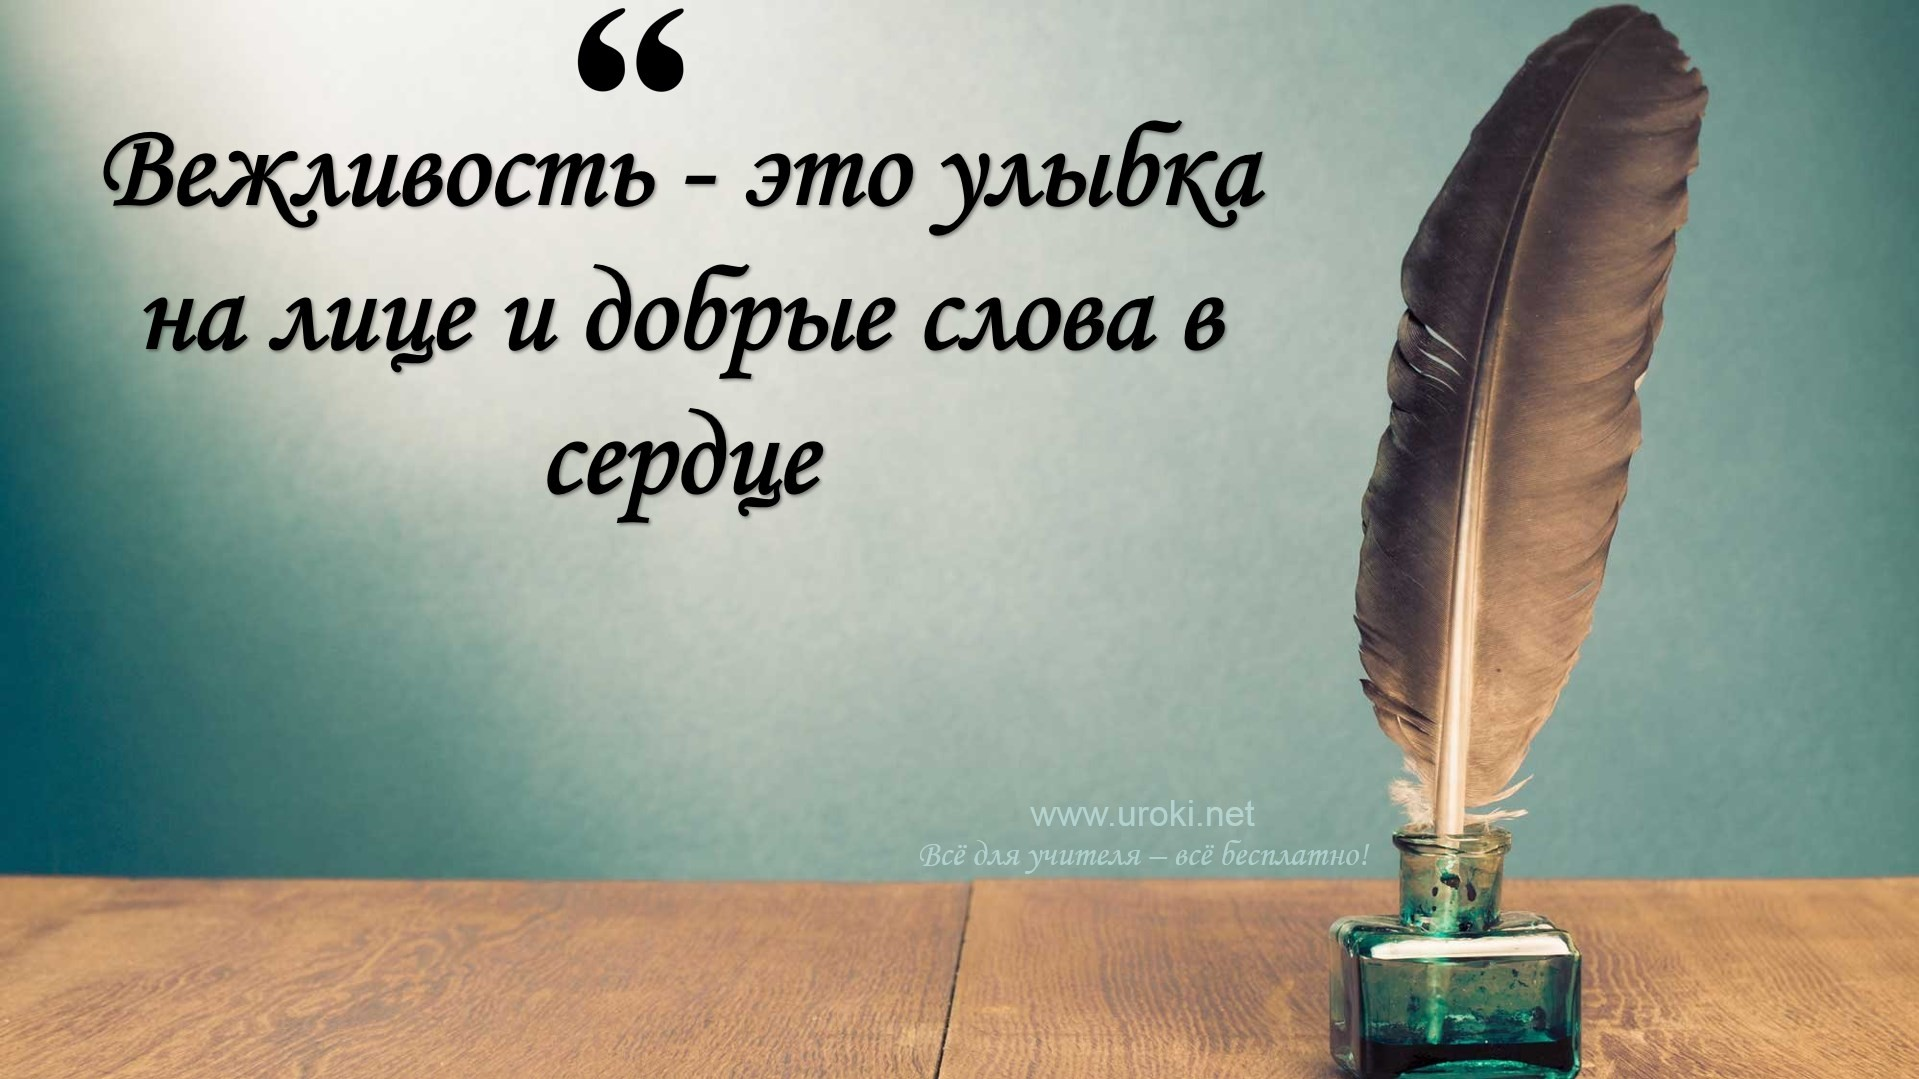 “
Вежливость - это улыбка
на лице и добрые слова в
сердце
www.uroki.net
Всё для учителя – всё бесплатно!